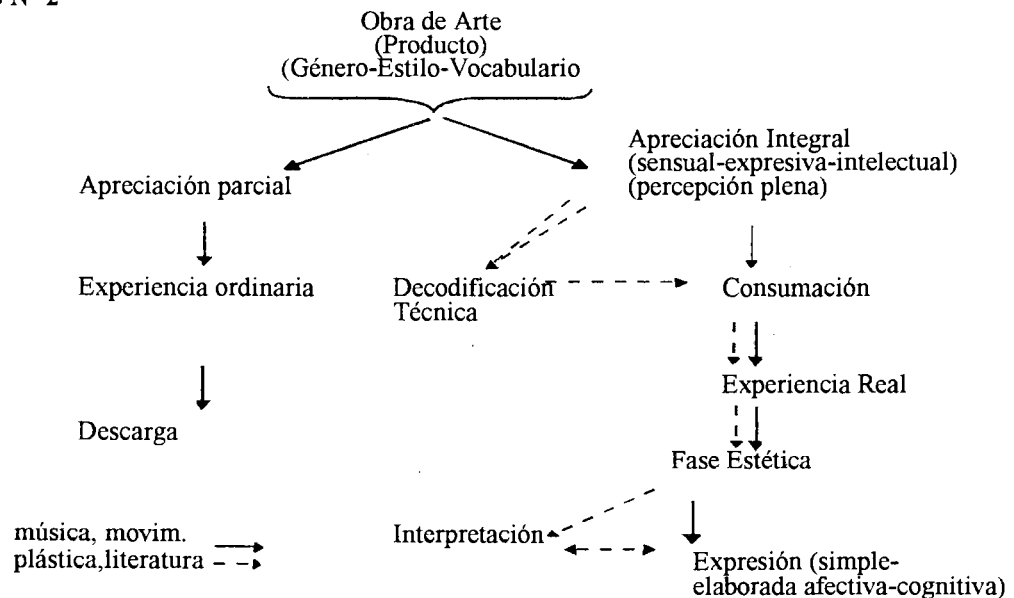 N° 2
Obra de Arte
(Producto)
(Género-Estilo-Vocabulario
Apreciación parcial
Apreciación Integral
(sensual-expresiva-intelectual)
(percepción plena)
Experiencia ordinaria
Decodificación
Técnica
Consumación
Experiencia Real
Descarga
Fase Estética
música, movim.
plástica,literatura
Interpretación
Expresión (simple-
elaborada afectiva-cognitiva)